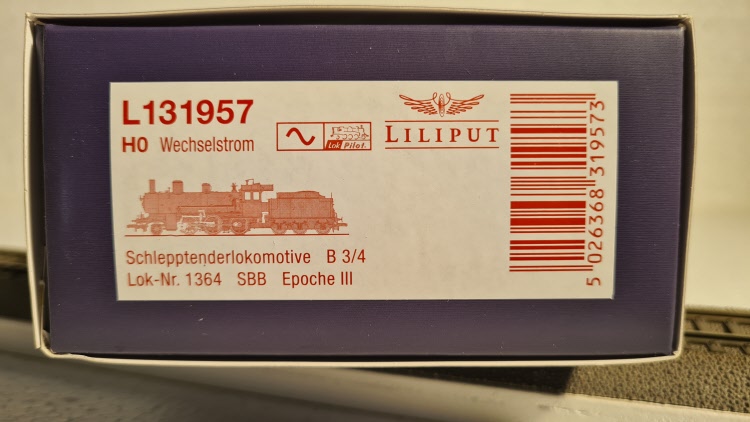 L131957
H0 Wechselstrom
Lok Pilot.
LILIPUT
Schlepptenderlokomotive B 3/4
Lok-Nr. 1364 SBB Epoche III
5 026368 319573